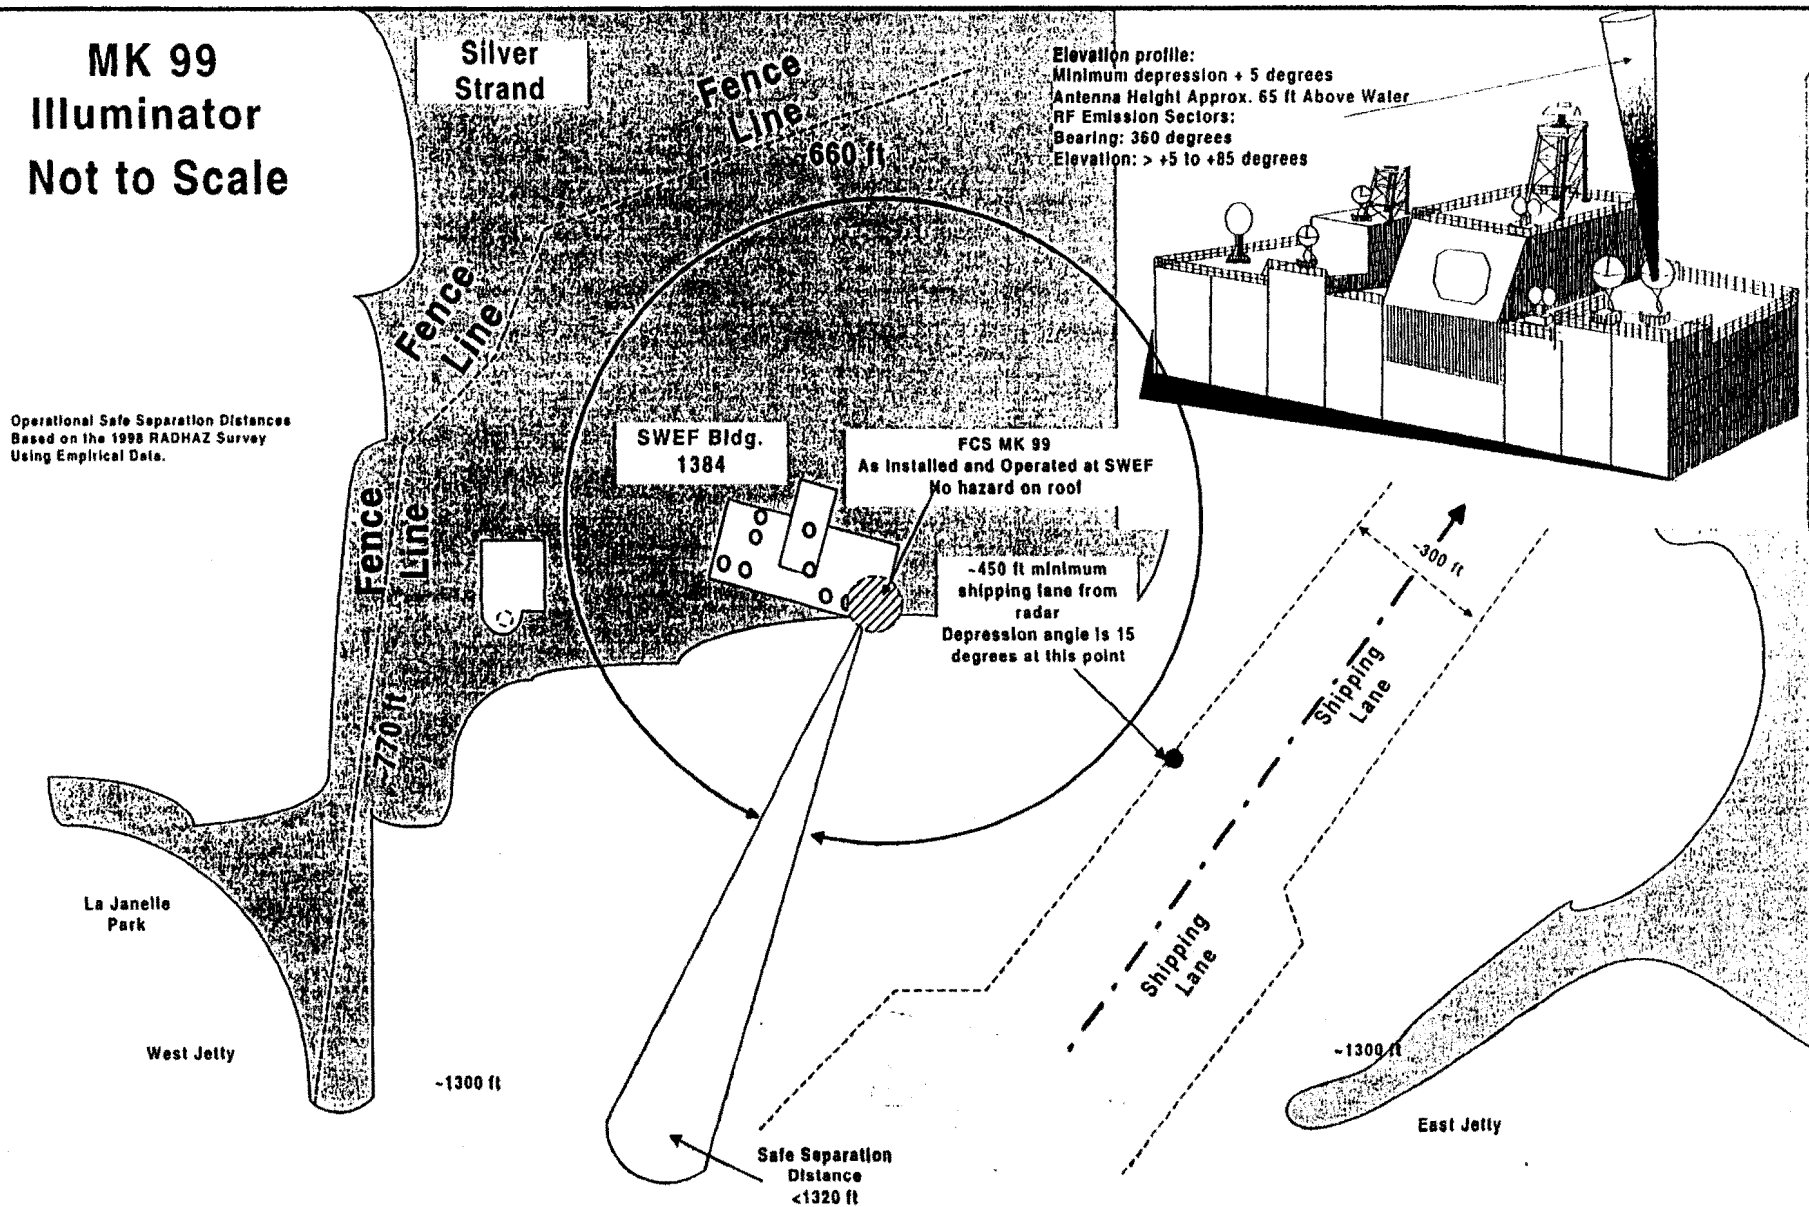 MK 99
Illuminator
Not to Scale
Silver
Strand
Fence
Line
~660 ft
Elevation profile:
Minimum depression + 5 degrees
Antenna Height Approx. 65 ft Above Water
RF Emission Sectors:
Bearing: 360 degrees
Elevation: > +5 to +85 degrees
Fence
Line
Operational Safe Separation Distances
Based on the 1998 RADHAZ Survey
Using Empirical Data.
SWEF Bldg.
1384
FCS MK 99
As Installed and Operated at SWEF
No hazard on roof
Fence
Line
~450 ft minimum
shipping lane from
radar
Depression angle is 15
degrees at this point
~300 ft
Shipping
Lane
~770 ft
La Janelle
Park
Shipping
Lane
West Jetty
~1300 ft
~1300 ft
East Jetty
Safe Separation
Distance
<1320 ft